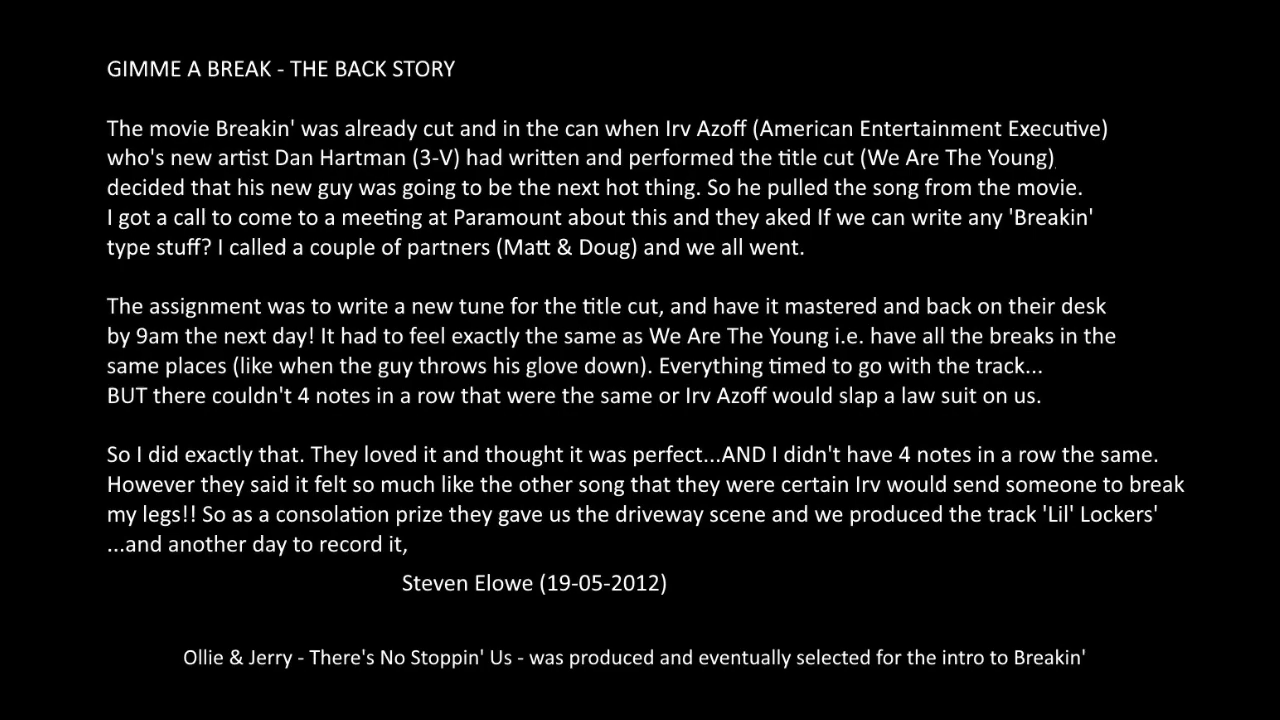 GIMME A BREAK - THE BACK STORY
The movie Breakin' was already cut and in the can when Irv Azoff (American Entertainment Executive)
who's new artist Dan Hartman (3-V) had written and performed the title cut (We Are The Young)
decided that his new guy was going to be the next hot thing. So he pulled the song from the movie.
I got a call to come to a meeting at Paramount about this and they aked If we can write any 'Breakin'
type stuff? I called a couple of partners (Matt & Doug) and we all went.
The assignment was to write a new tune for the title cut, and have it mastered and back on their desk
by 9am the next day! It had to feel exactly the same as We Are The Young i.e. have all the breaks in the
same places (like when the guy throws his glove down). Everything timed to go with the track...
BUT there couldn't 4 notes in a row that were the same or Irv Azoff would slap a law suit on us.
So I did exactly that. They loved it and thought it was perfect...AND I didn't have 4 notes in a row the same.
However they said it felt so much like the other song that they were certain Irv would send someone to break
my legs!! So as a consolation prize they gave us the driveway scene and we produced the track 'Lil' Lockers'
...and another day to record it,
Steven Elowe (19-05-2012)
Ollie & Jerry - There's No Stoppin' Us - was produced and eventually selected for the intro to Breakin'